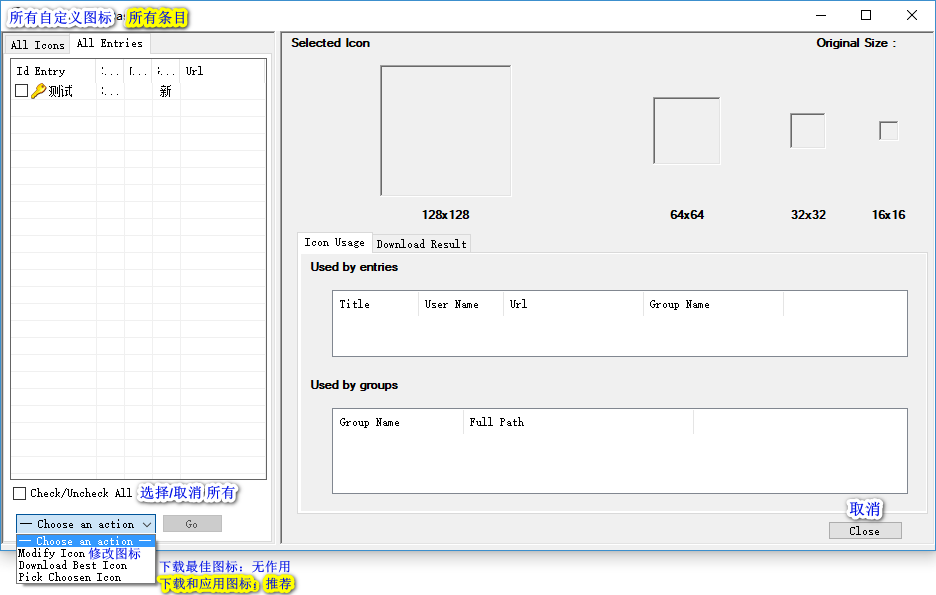 所有自定义图标 所有条目
All Icons All Entries
Id Entry Url
测试 新
Check/Uncheck All 选择/取消 所有
— Choose an action — Go
— Choose an action —
Modify Icon 修改图标
Download Best Icon
Pick Choosen Icon
下载最佳图标：无作用
下载和应用图标：推荐
Selected Icon Original Size :
128x128 64x64 32x32 16x16
Icon Usage Download Result
Used by entries
Title User Name Url Group Name
Used by groups
Group Name Full Path
取消
Close